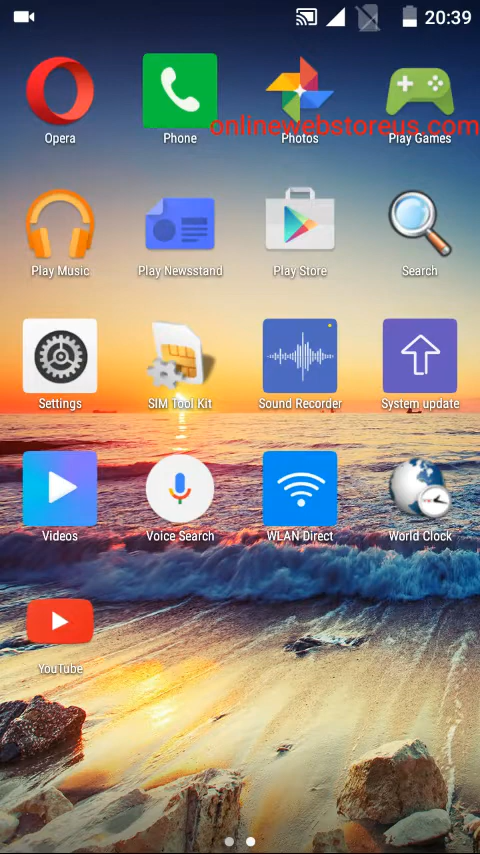 20:39
Opera
Phone
Photos
Play Games
onlinewebstoreus.com
Play Music
Play Newsstand
Play Store
Search
Settings
SIM Tool Kit
Sound Recorder
System update
Videos
Voice Search
WLAN Direct
World Clock
YouTube